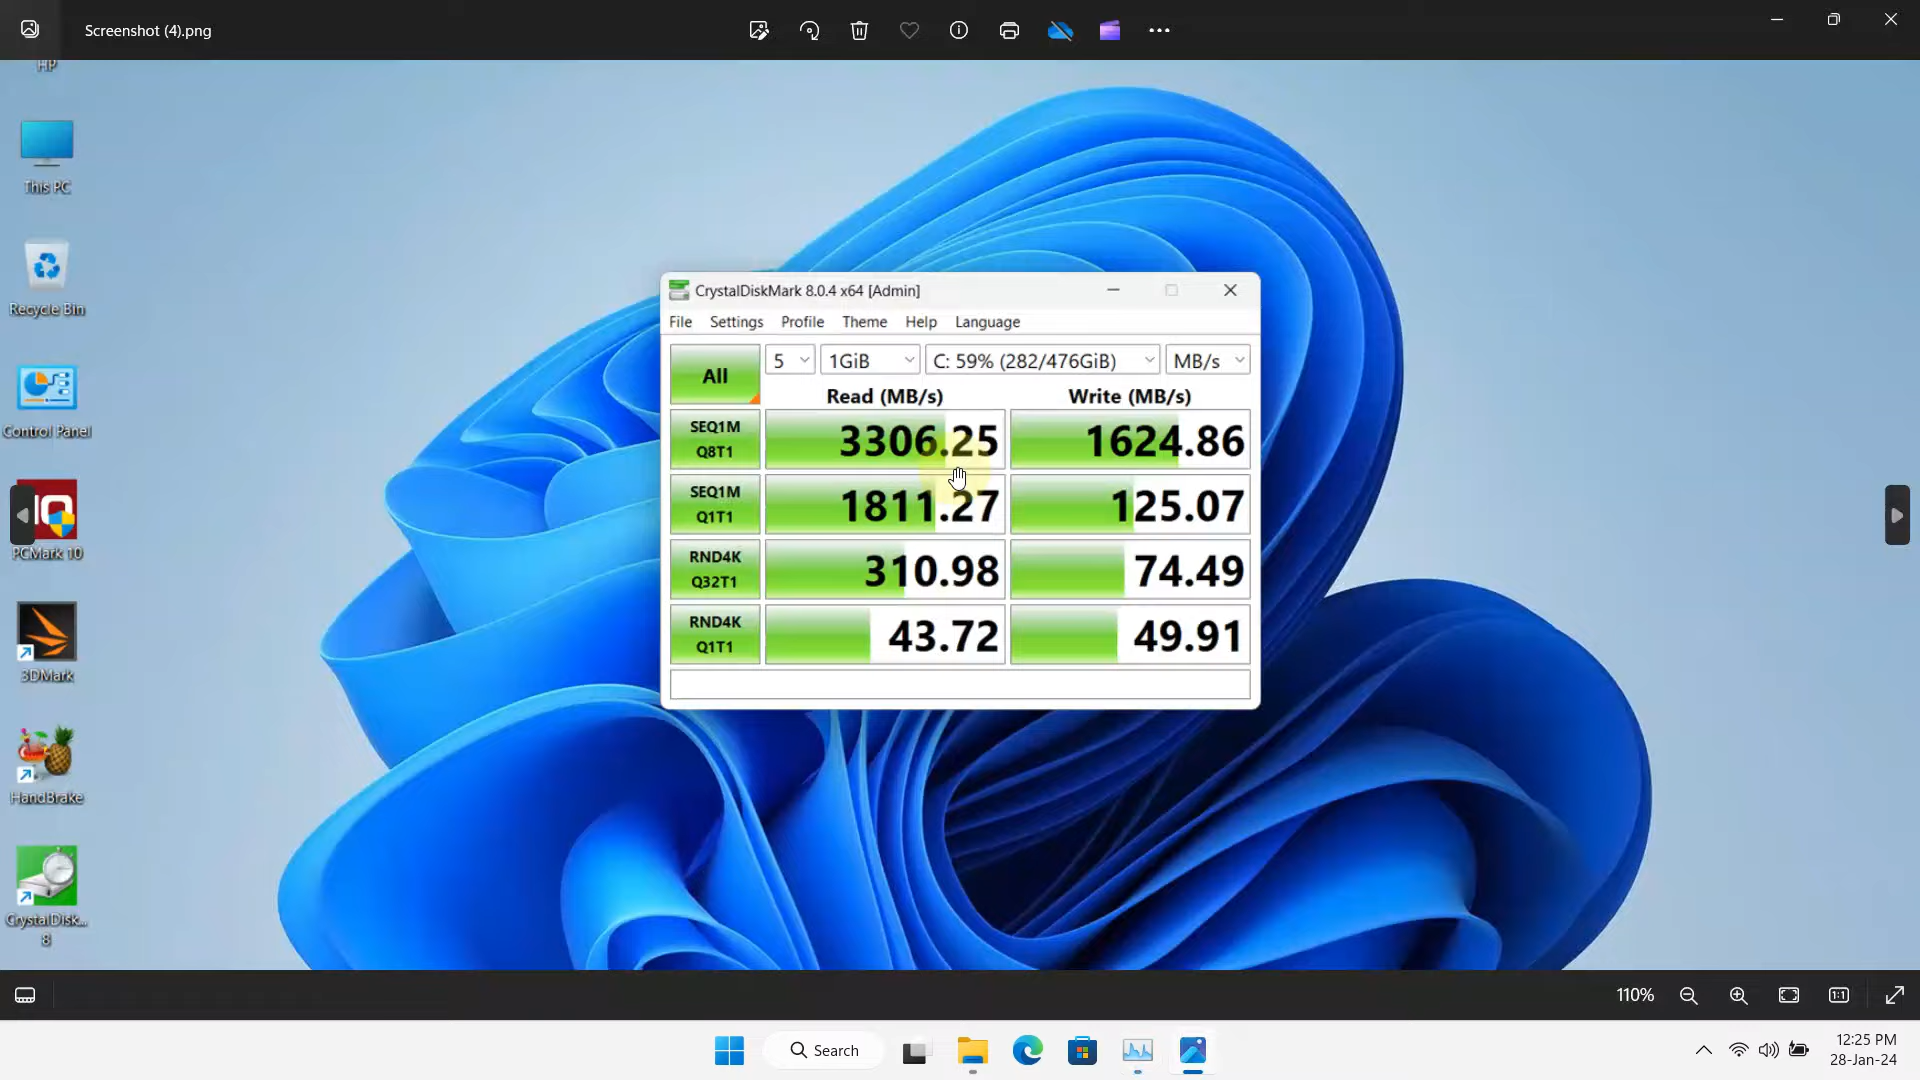 Screenshot (4).png
HP
This PC
Recycle Bin
Control Panel
PCMark 10
3DMark
HandBrake
CrystalDisk...
8
CrystalDiskMark 8.0.4 x64 [Admin]
File Settings Profile Theme Help Language
All 5 1GiB C: 59% (282/476GiB) MB/s
Read (MB/s) Write (MB/s)
SEQ1M
Q8T1 3306.25 1624.86
SEQ1M
Q1T1 1811.27 125.07
RND4K
Q32T1 310.98 74.49
RND4K
Q1T1 43.72 49.91
110% 1:1
Search
12:25 PM
28-Jan-24